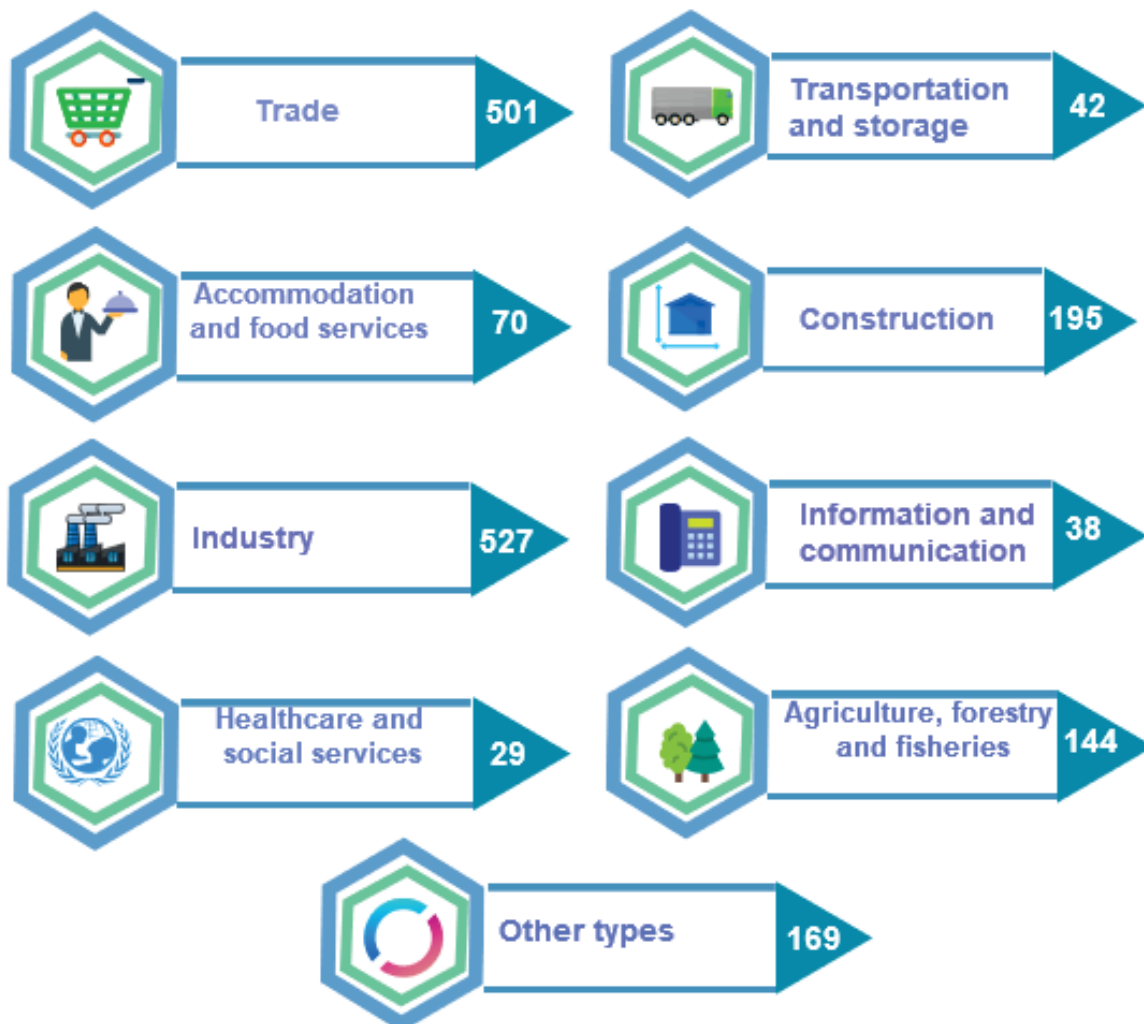 Trade
501
Transportation
and storage
42
Accommodation
and food services
70
Construction
195
Industry
527
Information and
communication
38
Healthcare and
social services
29
Agriculture, forestry
and fisheries
144
Other types
169